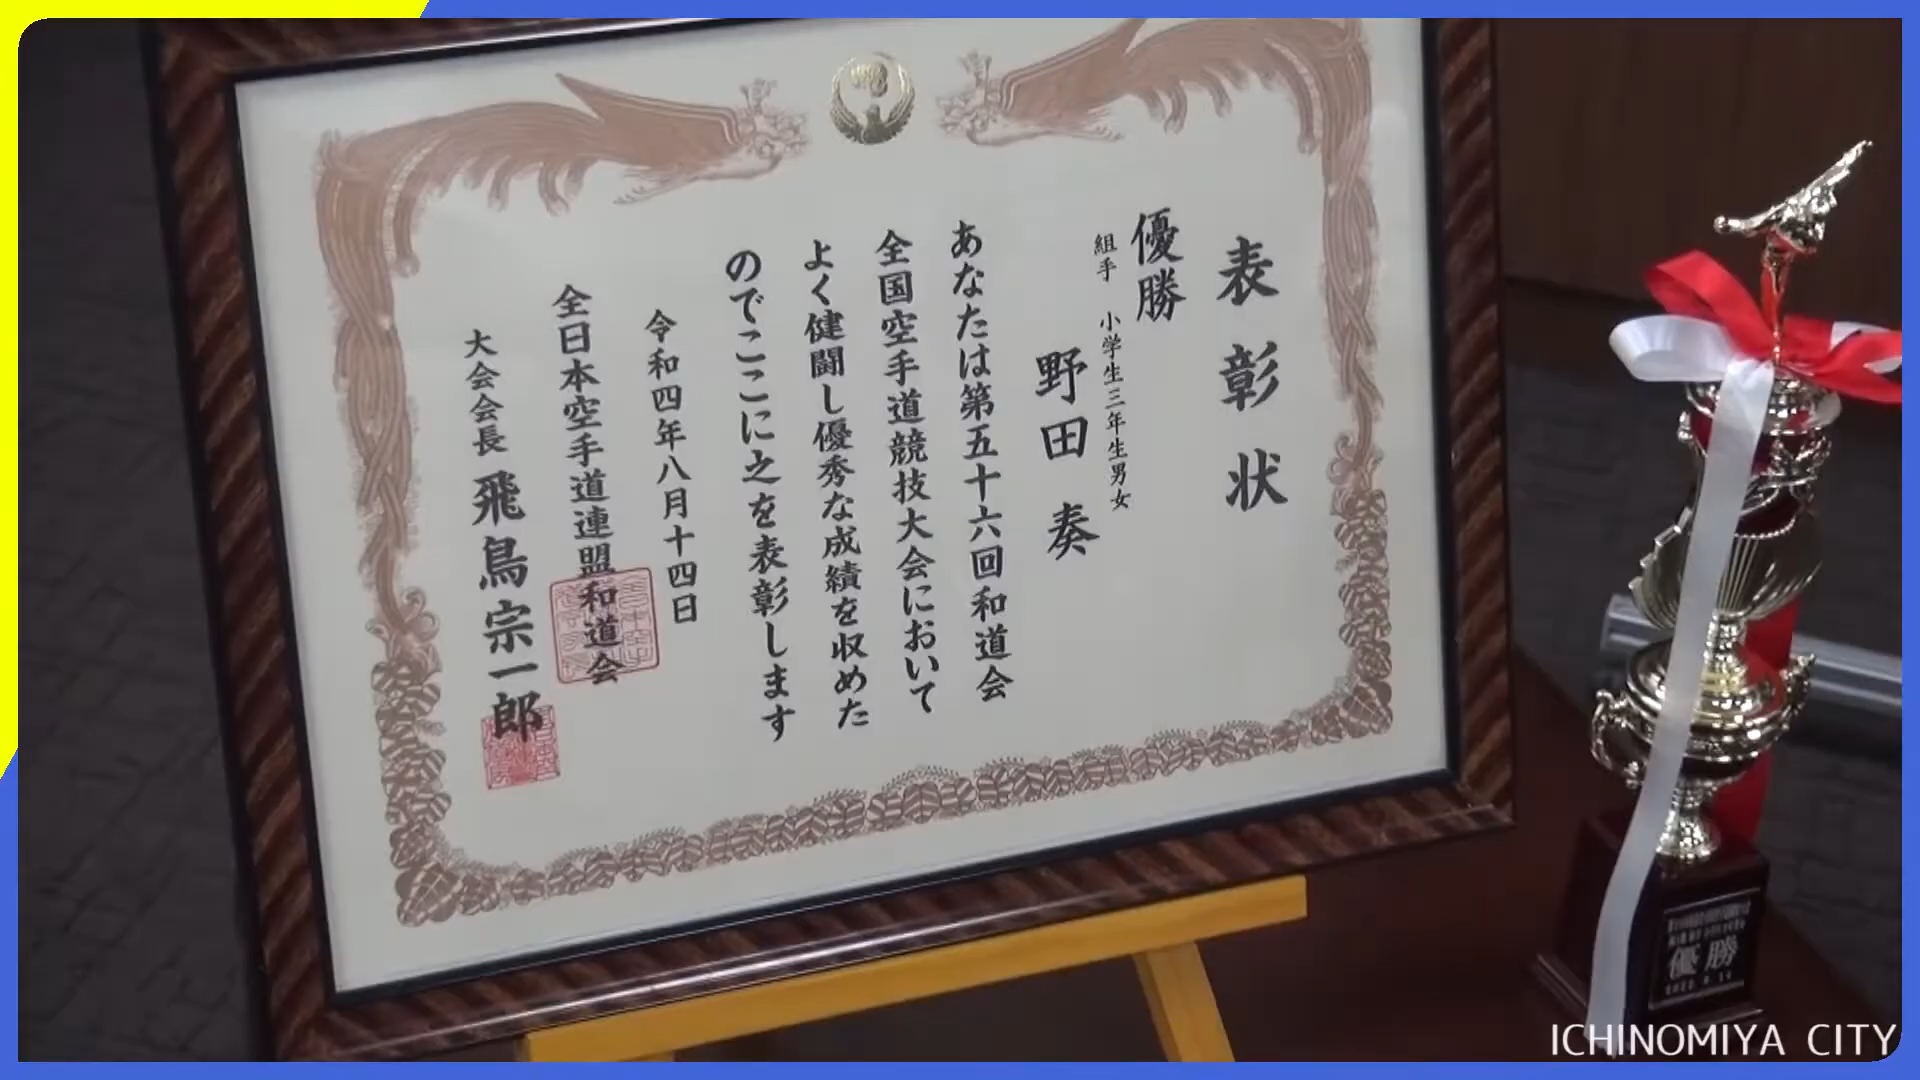 表彰状
優勝
組手 小学生三年生男女
野田 奏
あなたは第五十六回和道会
全国空手道競技大会において
よく健闘し優秀な成績を収めた
のでここに之を表彰します
令和四年八月十四日
全日本空手道連盟和道会
大会会長 飛鳥宗一郎
優勝
2022.8.14
ICHINOMIYA CITY